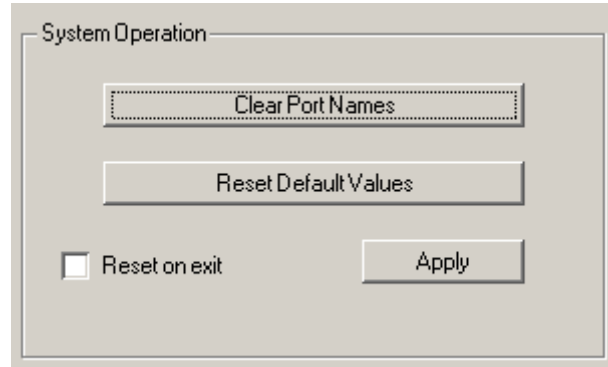 System Operation
Clear Port Names
Reset Default Values
Reset on exit
Apply